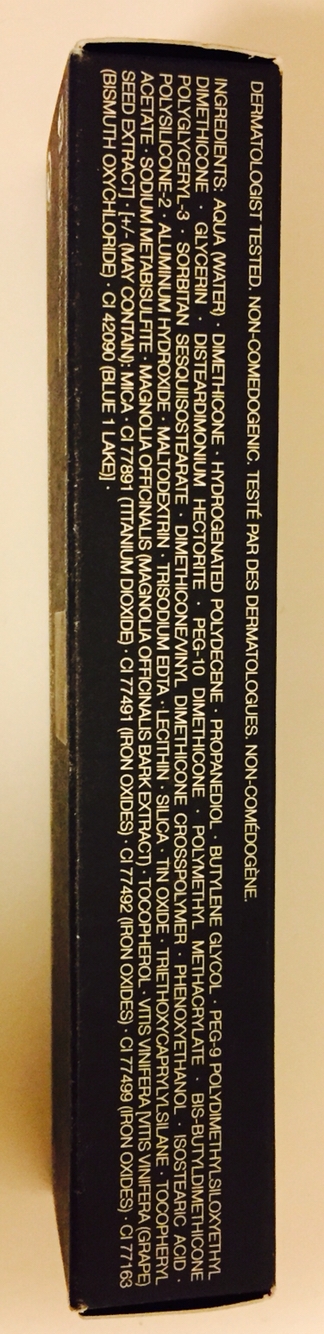 DERMATOLOGIST TESTED, NON-COMEDOGENIC. TESTÉ PAR DES DERMATOLOGUES. NON-COMÉDOGÈNE.
INGREDIENTS: AQUA (WATER) · DIMETHICONE · HYDROGENATED POLYDECENE · PROPANEDIOL · BUTYLENE GLYCOL · PEG-9 POLYDIMETHYLSILOXYETHYL
DIMETHICONE · GLYCERIN · DISTEARDIMONIUM HECTORITE · PEG-10 DIMETHICONE · POLYMETHYL METHACRYLATE · BIS-BUTYLDIMETHICONE
POLYGLYCERYL-3 · SORBITAN SESQUIISOSTEARATE · DIMETHICONE/VINYL DIMETHICONE CROSSPOLYMER · PHENOXYETHANOL · ISOSTEARIC ACID ·
POLYSILICONE-2 · ALUMINUM HYDROXIDE · MALTODEXTRIN · TRISODIUM EDTA · LECITHIN · SILICA · TIN OXIDE · TRIETHOXYCAPRYLYLSILANE · TOCOPHERYL
ACETATE · SODIUM METABISULFITE · MAGNOLIA OFFICINALIS (MAGNOLIA OFFICINALIS BARK EXTRACT) · TOCOPHEROL · VITIS VINIFERA [VITIS VINIFERA (GRAPE)
SEED EXTRACT] · [+/- (MAY CONTAIN): MICA · CI 77891 (TITANIUM DIOXIDE) · CI 77491 (IRON OXIDES) · CI 77492 (IRON OXIDES) · CI 77499 (IRON OXIDES) · CI 77163
(BISMUTH OXYCHLORIDE) · CI 42090 (BLUE 1 LAKE)] ·